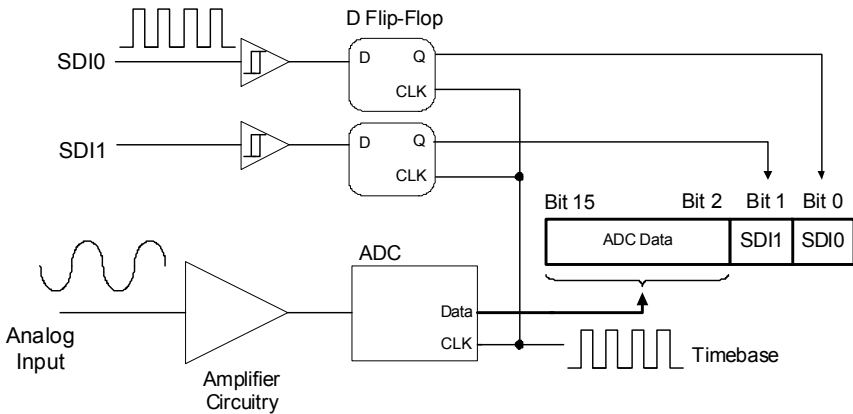 D Flip-Flop
SDI0
D
Q
CLK
SDI1
D
Q
CLK
Bit 15
Bit 2
Bit 1
Bit 0
ADC Data
SDI1
SDI0
ADC
Data
CLK
Analog
Input
Amplifier
Circuitry
Timebase